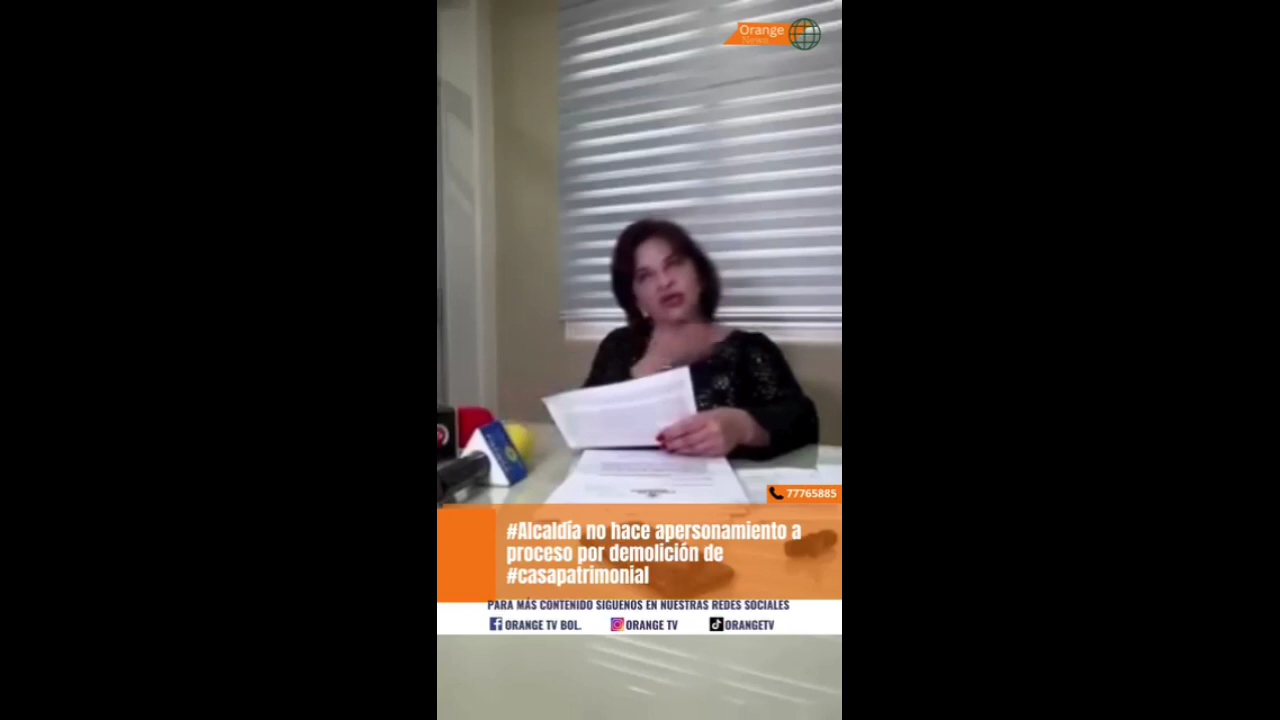 Orange
News
77765885
#Alcaldía no hace apersonamiento a
proceso por demolición de
#casapatrimonial
PARA MÁS CONTENIDO SIGUENOS EN NUESTRAS REDES SOCIALES
ORANGE TV BOL. ORANGE TV ORANGETV